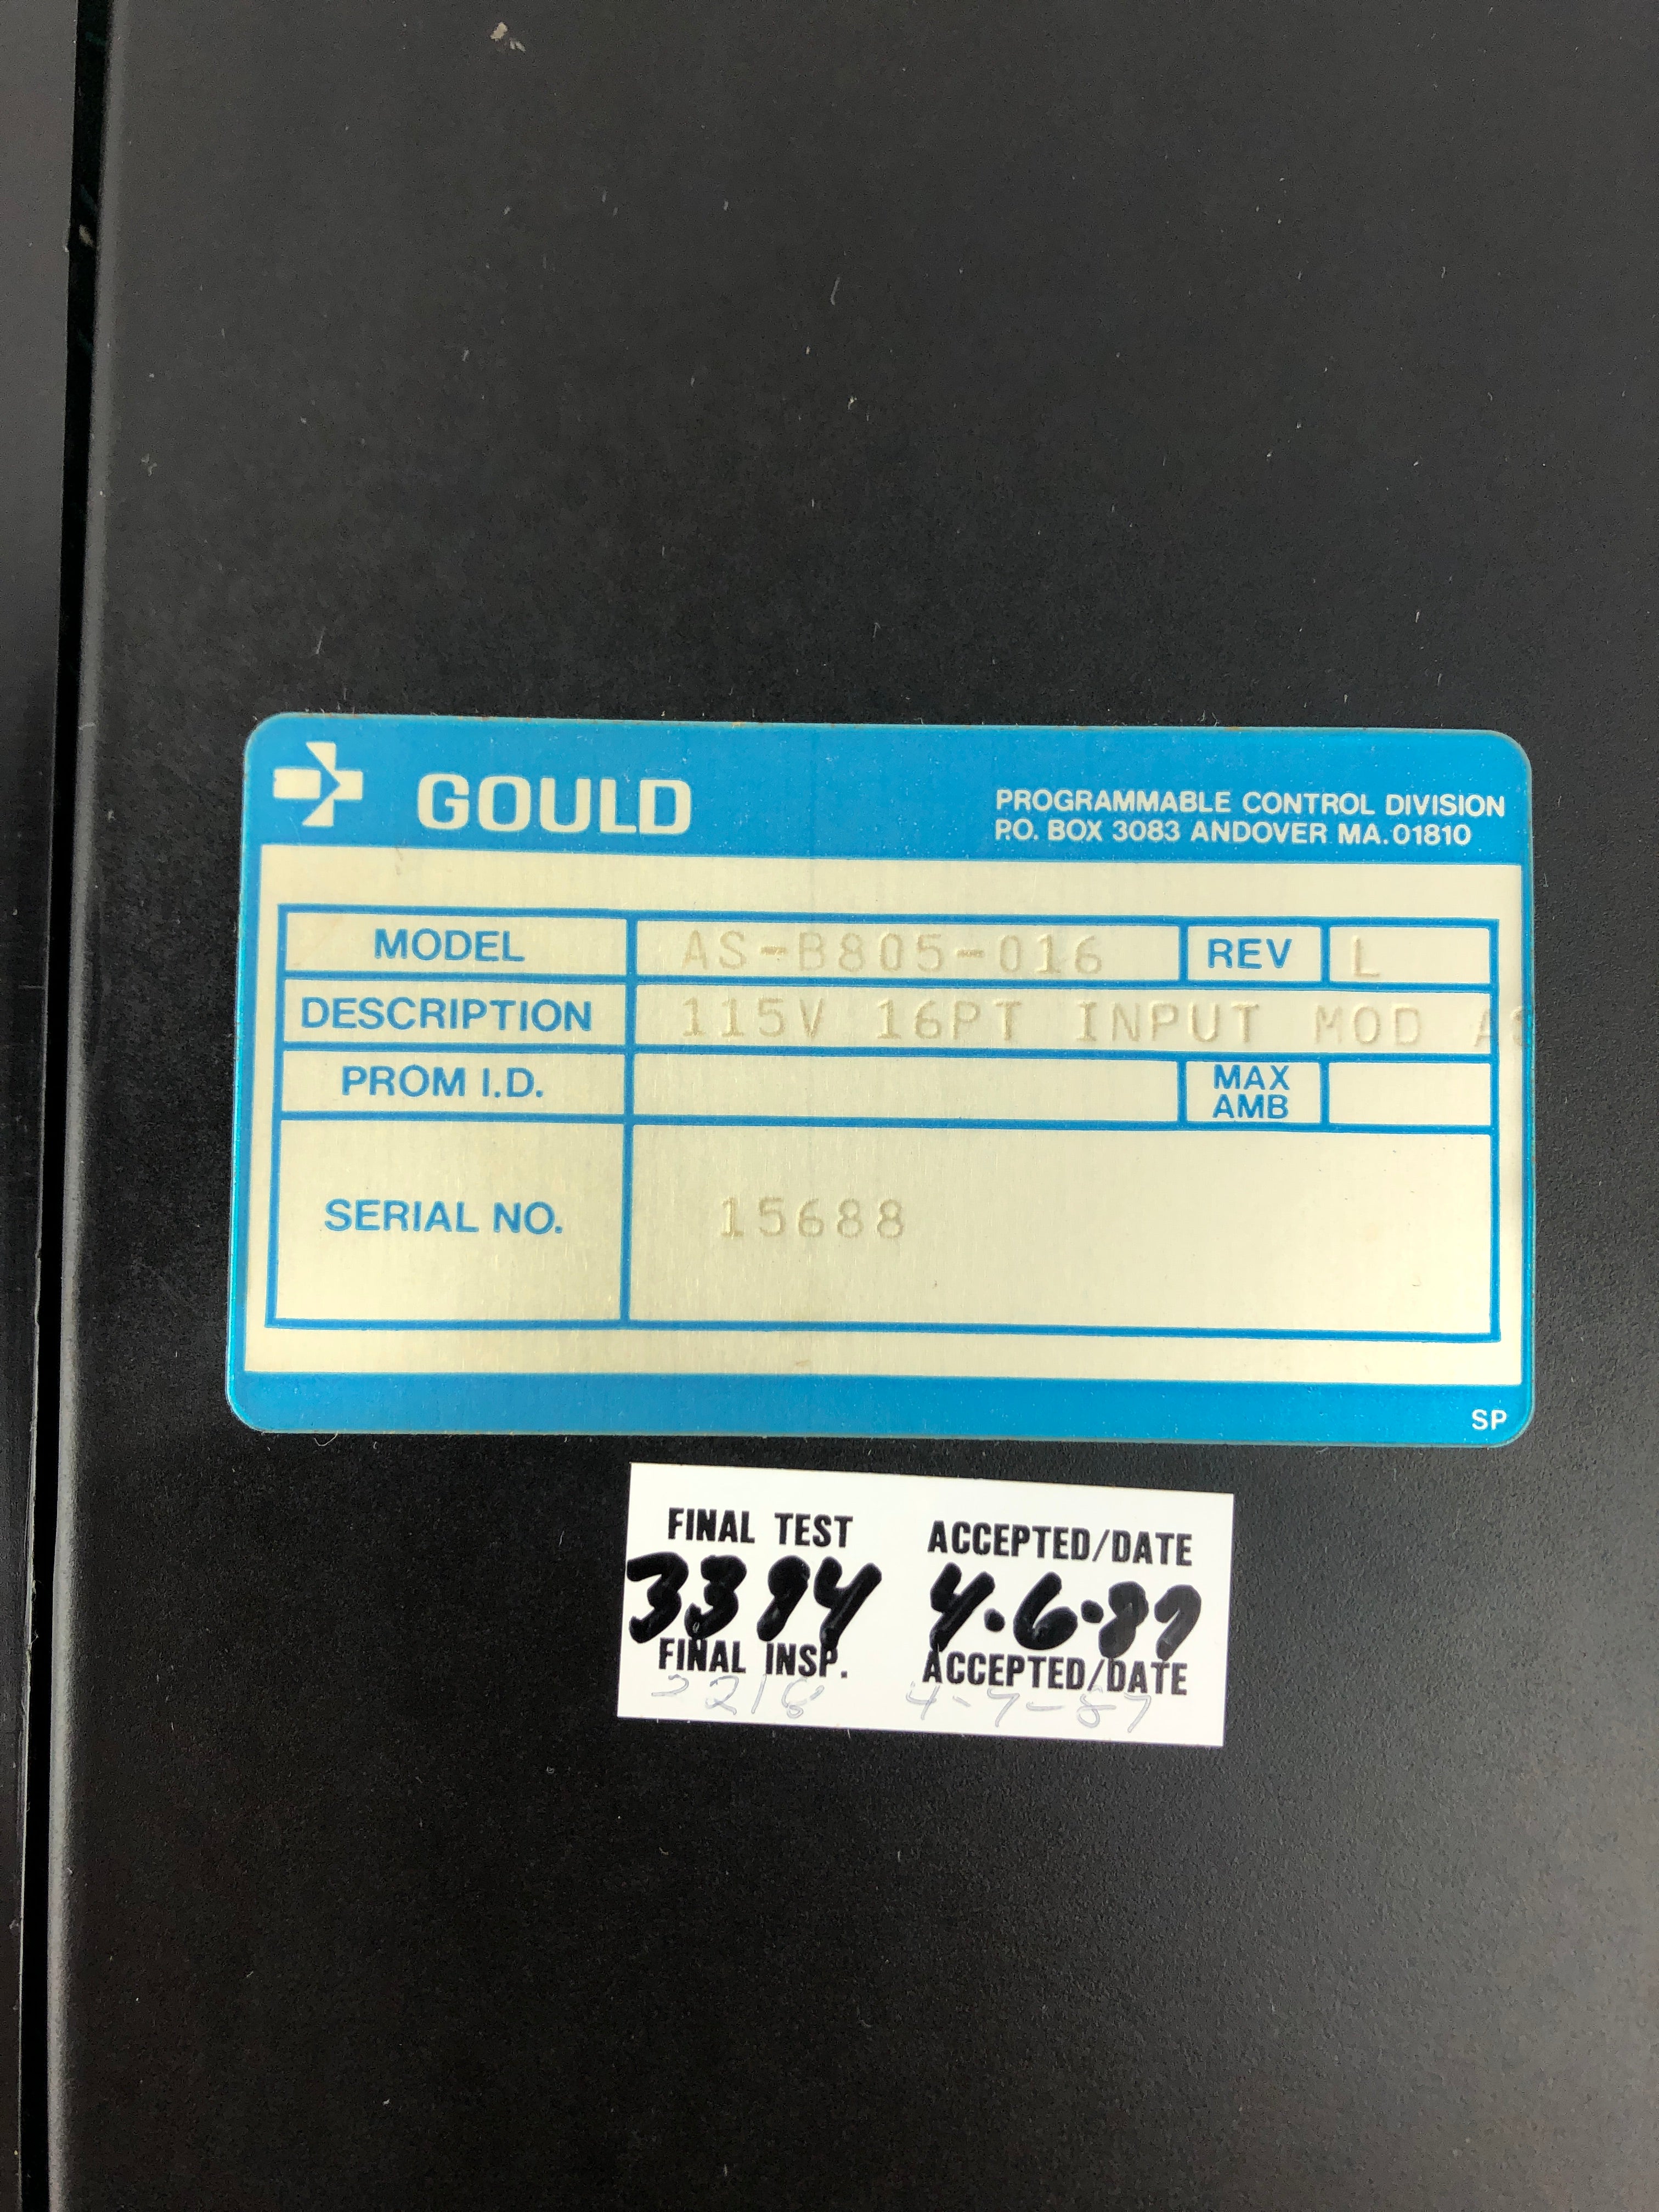 GOULD
PROGRAMMABLE CONTROL DIVISION
P.O. BOX 3083 ANDOVER MA. 01810
MODEL AS-B805-016 REV L
DESCRIPTION 115V 16PT INPUT MOD AS
PROM I.D. MAX AMB
SERIAL NO. 15688
SP
FINAL TEST ACCEPTED/DATE
4.6.87
FINAL INSP. ACCEPTED/DATE
4-7-87